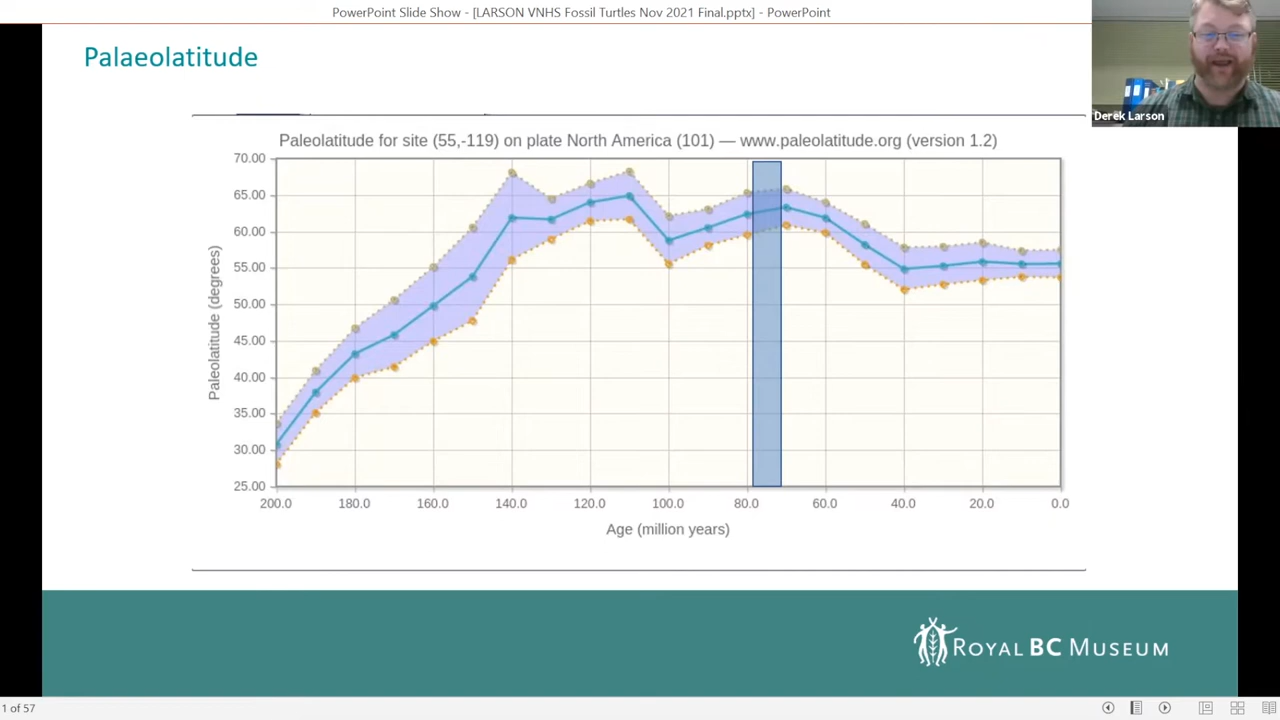 PowerPoint Slide Show - [LARSON VNHS Fossil Turtles Nov 2021 Final.pptx] - PowerPoint
Palaeolatitude
Derek Larson
Paleolatitude for site (55,-119) on plate North America (101) — www.paleolatitude.org (version 1.2)
70.00
65.00
60.00
55.00
50.00
45.00
40.00
35.00
30.00
25.00
Paleolatitude (degrees)
200.0 180.0 160.0 140.0 120.0 100.0 80.0 60.0 40.0 20.0 0.0
Age (million years)
ROYAL BC MUSEUM
1 of 57